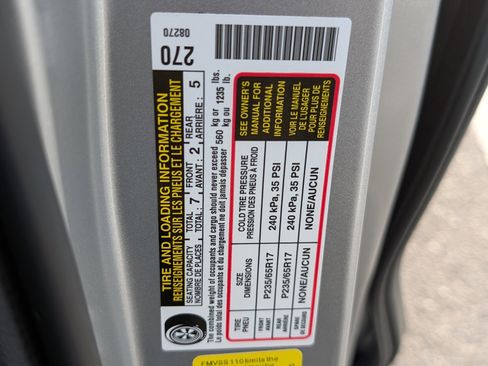 TIRE AND LOADING INFORMATION
RENSEIGNEMENTS SUR LES PNEUS ET LE CHARGEMENT
270
08270
SEATING CAPACITY TOTAL: 7 FRONT 2 REAR 5
NOMBRE DE PLACES TOTAL: AVANT: ARRIÈRE:
The combined weight of occupants and cargo should never exceed 560 kg or 1235 lbs.
Le poids total des occupants et du chargement ne doit jamais dépasser kg ou lb.
TIRE SIZE COLD TIRE PRESSURE
PNEU DIMENSIONS PRESSION DES PNEUS À FROID
FRONT P235/65R17 240 kPa, 35 PSI
AVANT
REAR P235/65R17 240 kPa, 35 PSI
ARRIÈRE
SPARE NONE/AUCUN NONE/AUCUN
DE SECOURS
SEE OWNER'S
MANUAL FOR
ADDITIONAL
INFORMATION
VOIR LE MANUEL
DE L'USAGER
POUR PLUS DE
RENSEIGNEMENTS
FMVSS 110 limits the